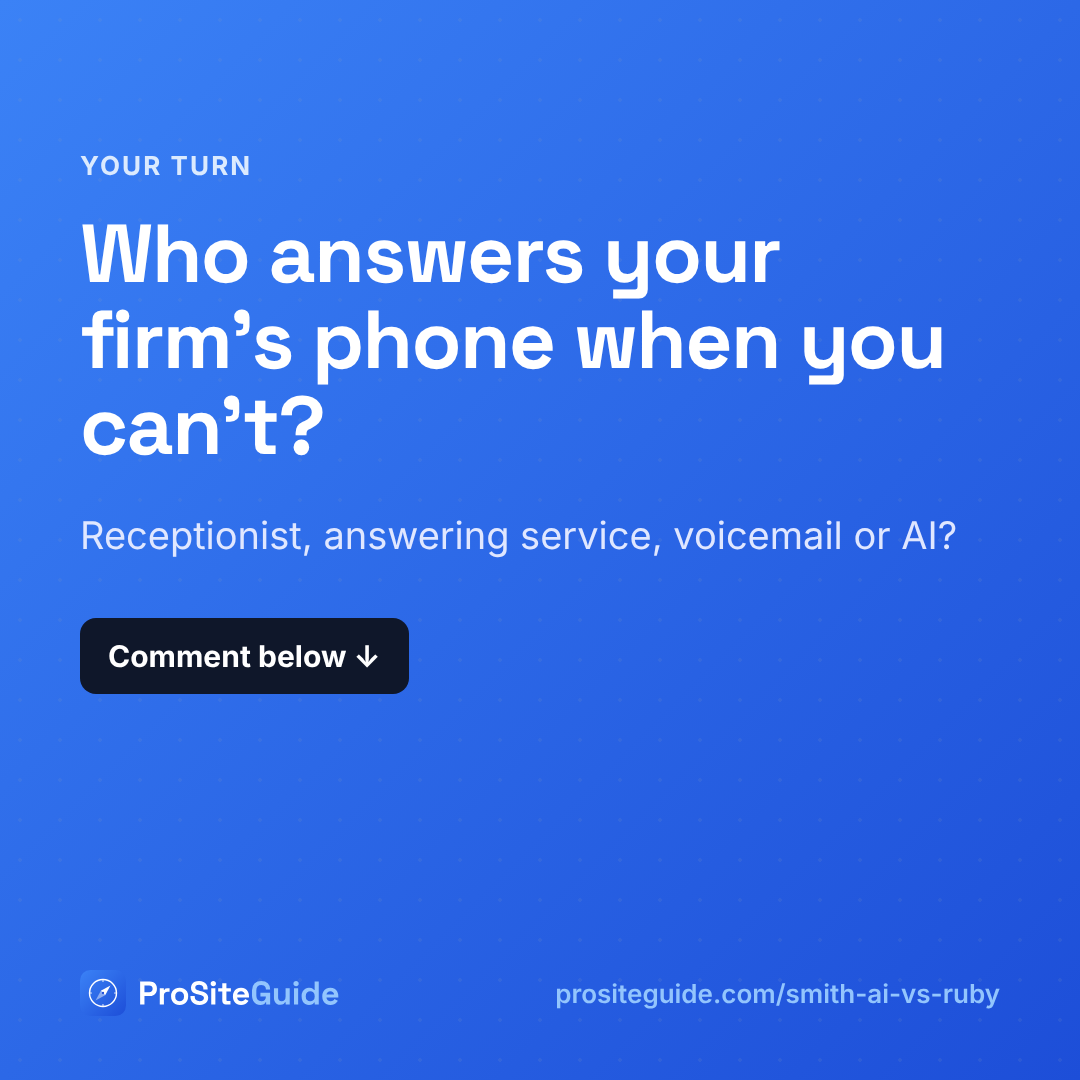 YOUR TURN
Who answers your
firm’s phone when you
can’t?
Receptionist, answering service, voicemail or AI?
Comment below ↓
ProSiteGuide
prositeguide.com/smith-ai-vs-ruby